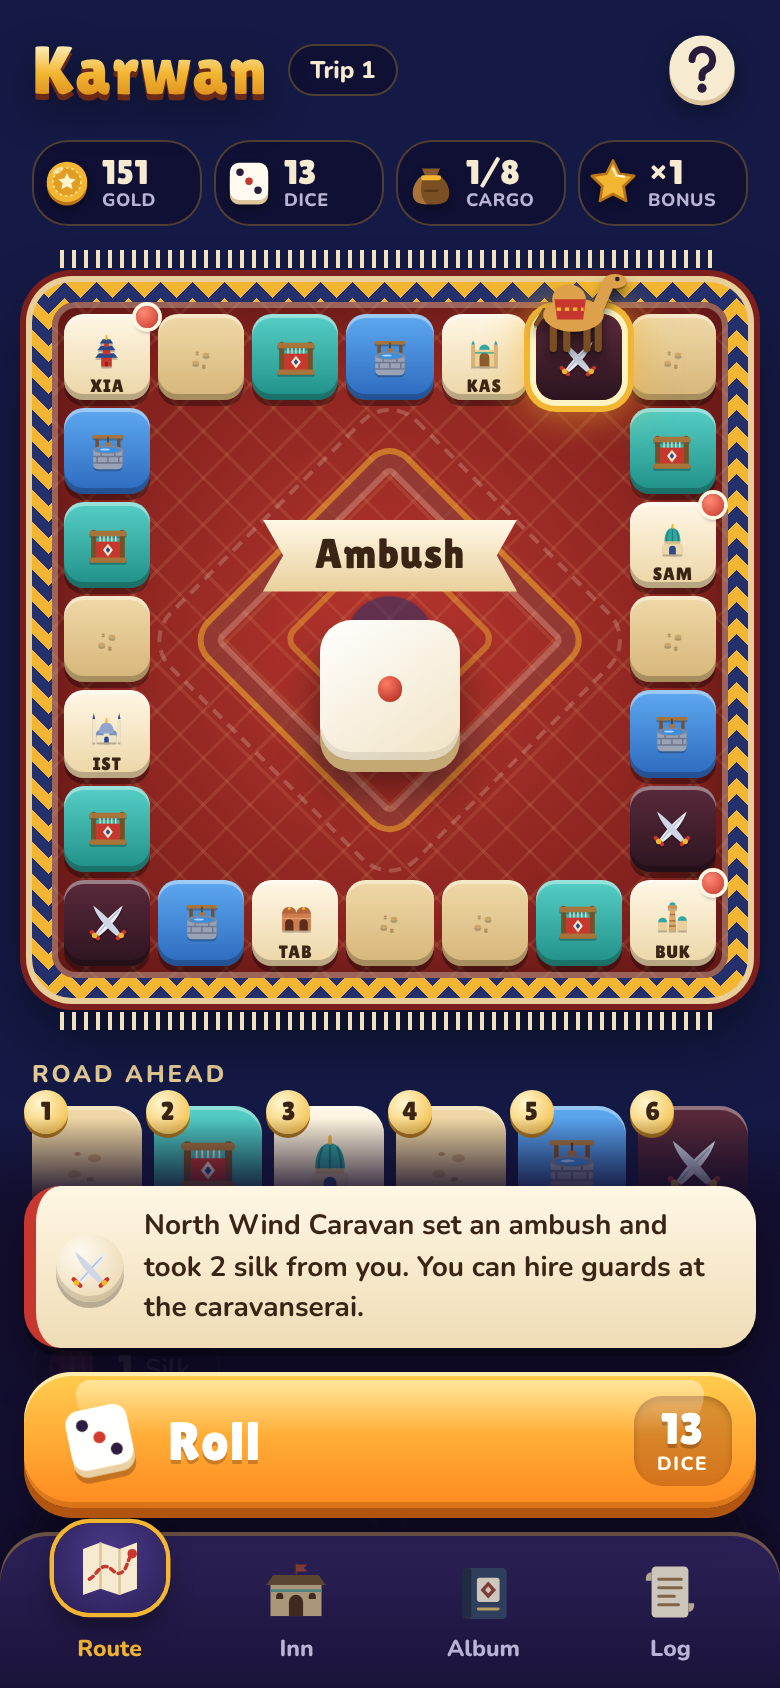 Karwan
Trip 1
?
151
GOLD
13
DICE
1/8
CARGO
×1
BONUS
XIA
KAS
SAM
Ambush
IST
TAB
BUK
ROAD AHEAD
1
2
3
4
5
6
North Wind Caravan set an ambush and
took 2 silk from you. You can hire guards at
the caravanserai.
1 Silk
Roll
13
DICE
Route
Inn
Album
Log